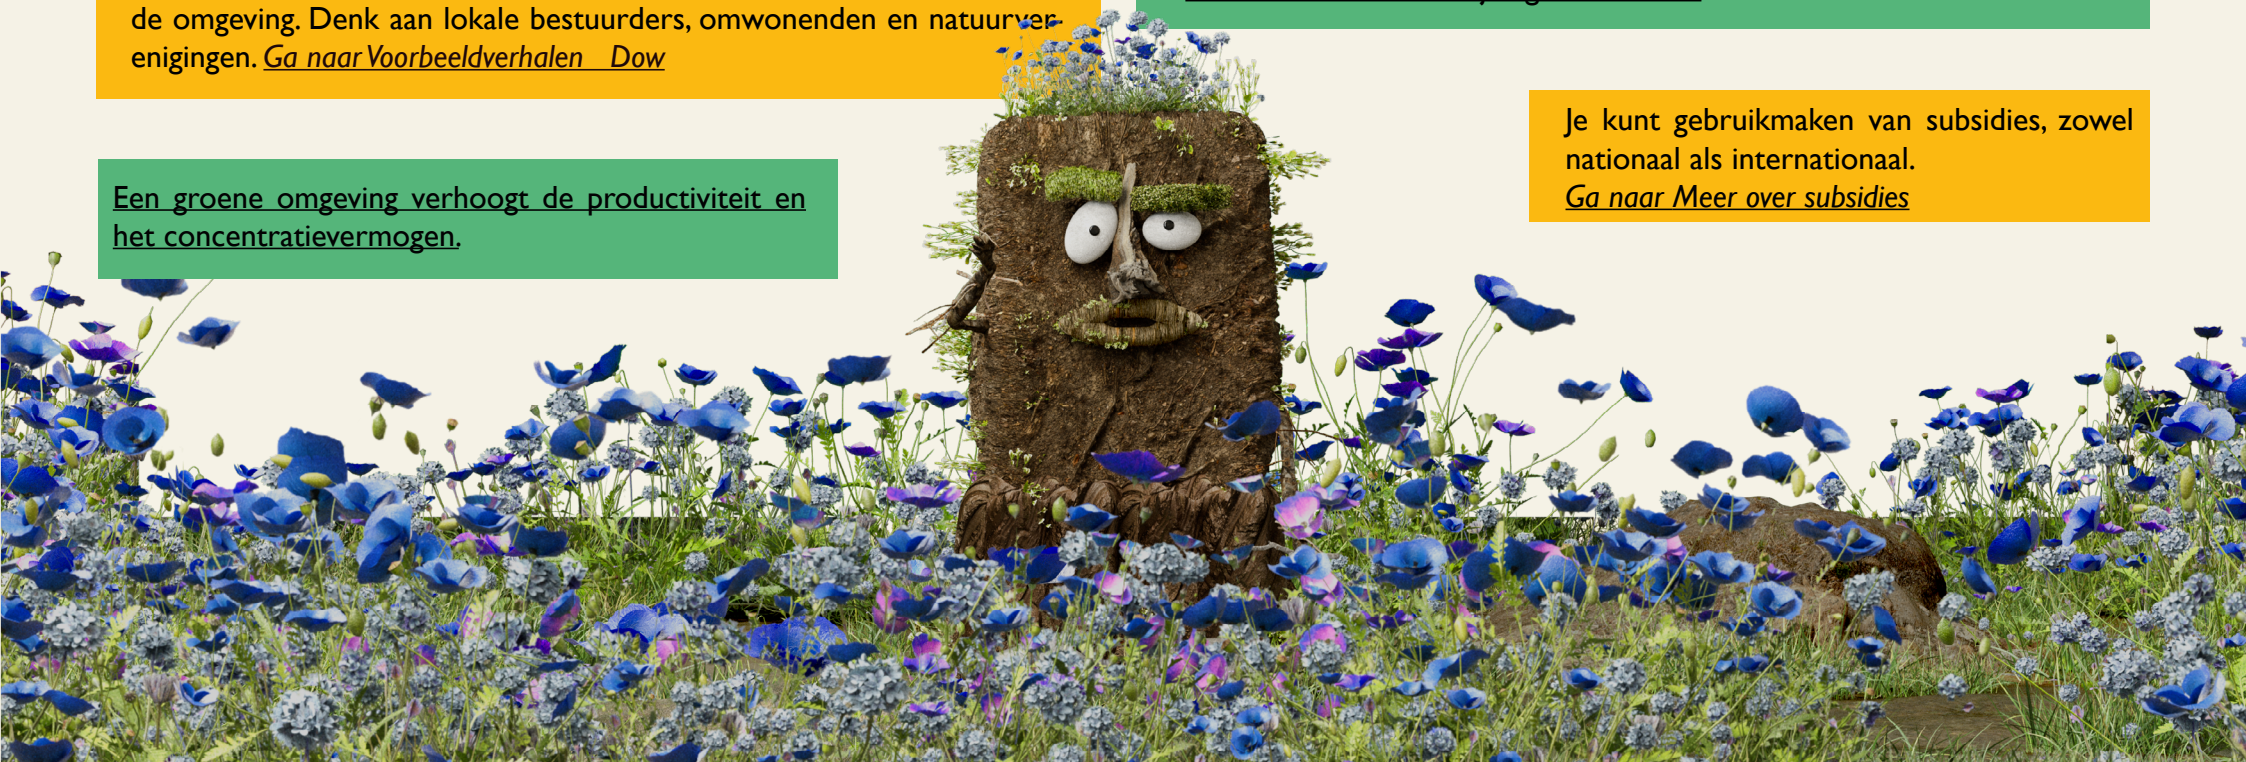 de omgeving. Denk aan lokale bestuurders, omwonenden en natuurver-
enigingen. Ga naar Voorbeeldverhalen Dow
Een groene omgeving verhoogt de productiviteit en
het concentratievermogen.
Je kunt gebruikmaken van subsidies, zowel
nationaal als internationaal.
Ga naar Meer over subsidies